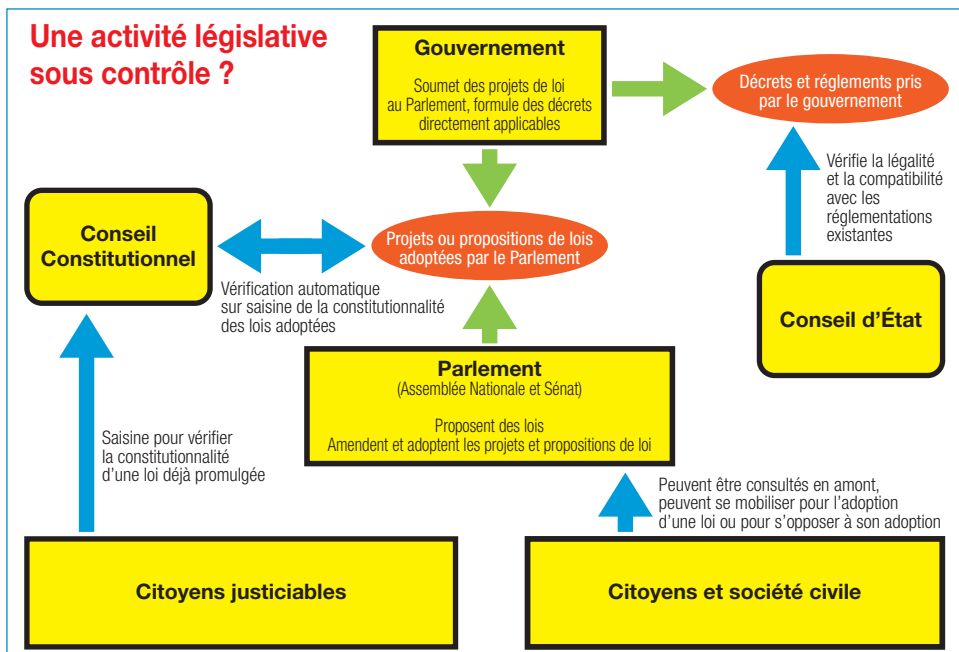 Une activité législative
sous contrôle ?
Gouvernement
Soumet des projets de loi
au Parlement, formule des décrets
directement applicables
Décrets et réglements pris
par le gouvernement
Vérifie la légalité
et la compatibilité
avec les
réglementations
existantes
Conseil
Constitutionnel
Projets ou propositions de lois
adoptées par le Parlement
Vérification automatique
sur saisine de la constitutionnalité
des lois adoptées
Conseil d’État
Parlement
(Assemblée Nationale et Sénat)
Proposent des lois
Amendent et adoptent les projets et propositions de loi
Saisine pour vérifier
la constitutionnalité
d’une loi déjà promulgée
Peuvent être consultés en amont,
peuvent se mobiliser pour l’adoption
d’une loi ou pour s’opposer à son adoption
Citoyens justiciables
Citoyens et société civile